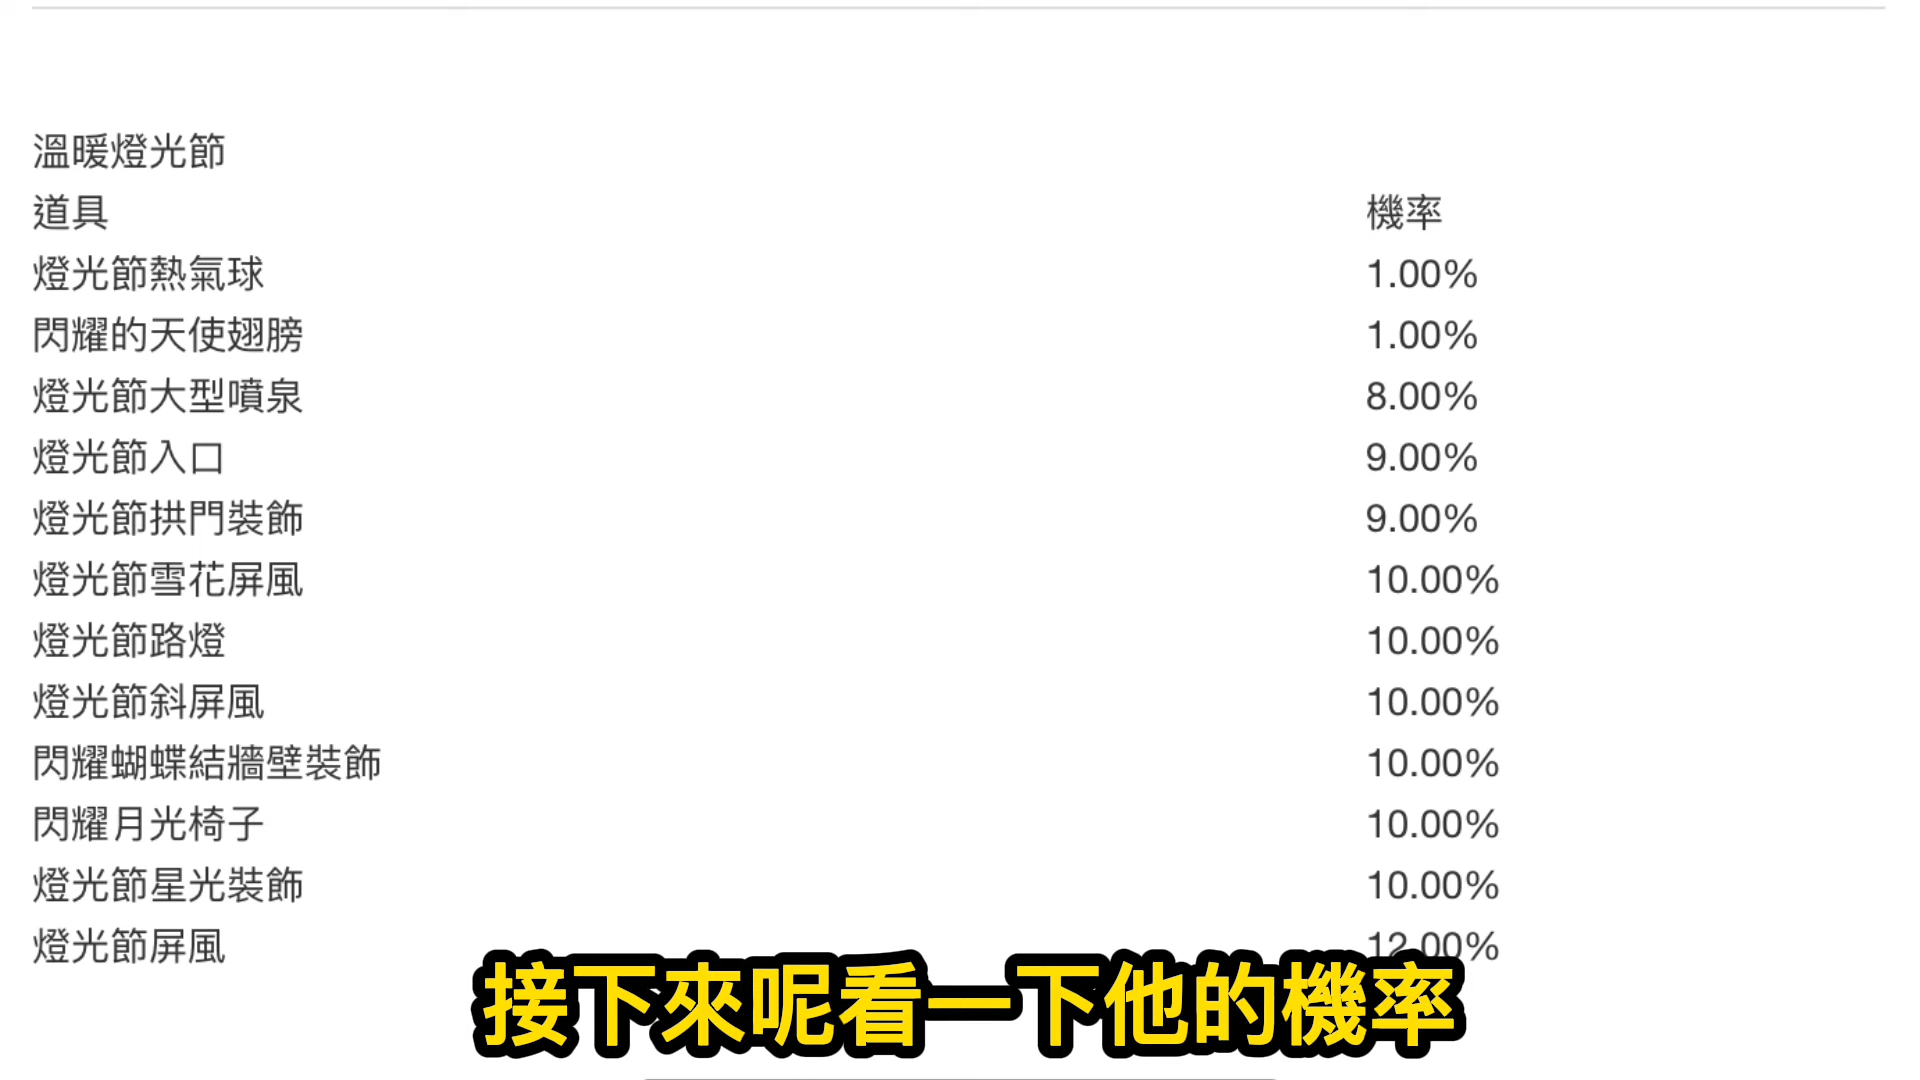 溫暖燈光節
道具 機率
燈光節熱氣球 1.00%
閃耀的天使翅膀 1.00%
燈光節大型噴泉 8.00%
燈光節入口 9.00%
燈光節拱門裝飾 9.00%
燈光節雪花屏風 10.00%
燈光節路燈 10.00%
燈光節斜屏風 10.00%
閃耀蝴蝶結牆壁裝飾 10.00%
閃耀月光椅子 10.00%
燈光節星光裝飾 10.00%
燈光節屏風 12.00%
接下來呢看一下他的機率